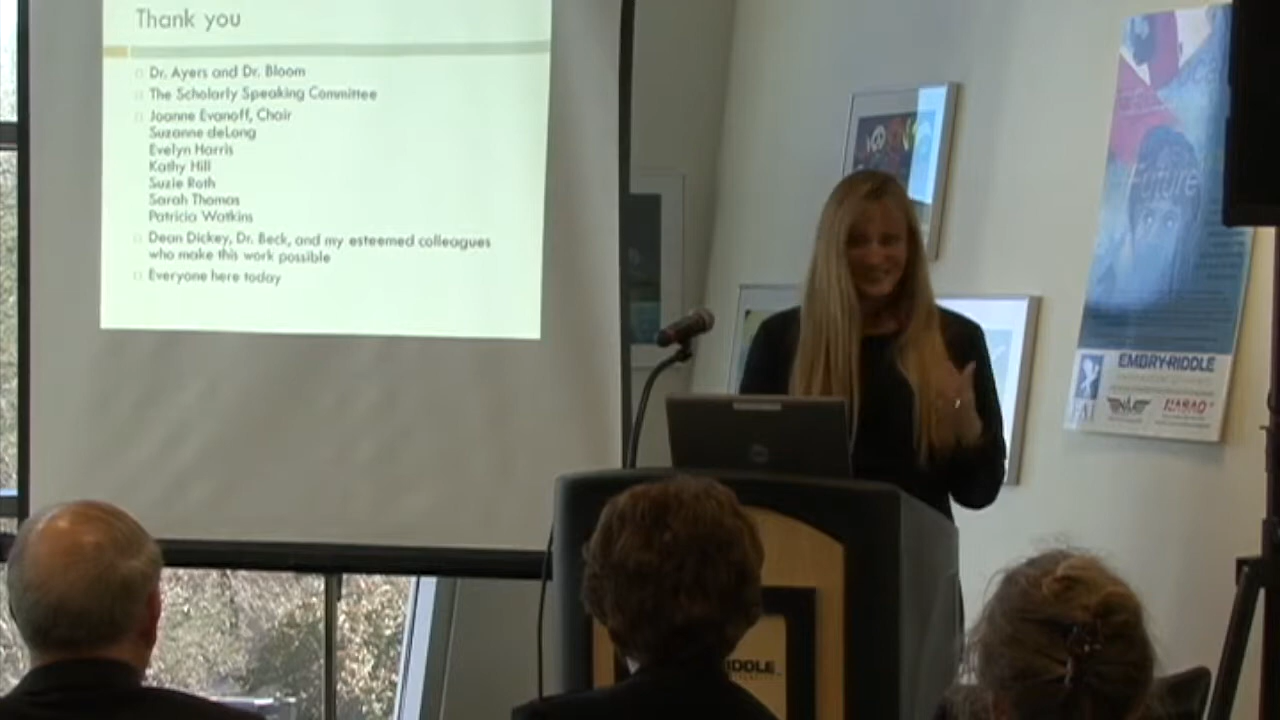 Thank you
Dr. Ayers and Dr. Bloom
The Scholarly Speaking Committee
Joanne Evanoff, Chair
Suzanne deLong
Evelyn Harris
Kathy Hill
Suzie Roth
Sarah Thomas
Patricia Watkins
Dean Dickey, Dr. Beck, and my esteemed colleagues
who make this work possible
Everyone here today
Future
EMBRY-RIDDLE
FAI
IDDLE